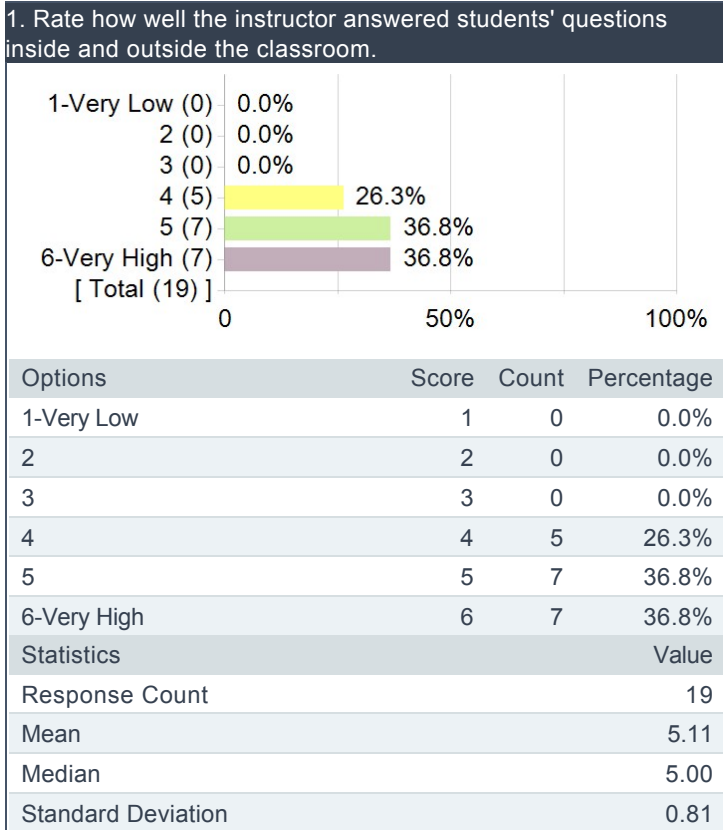 1. Rate how well the instructor answered students' questions
inside and outside the classroom.
1-Very Low (0) 0.0%
2 (0) 0.0%
3 (0) 0.0%
4 (5) 26.3%
5 (7) 36.8%
6-Very High (7) 36.8%
[ Total (19) ]
0 50% 100%
Options Score Count Percentage
1-Very Low 1 0 0.0%
2 2 0 0.0%
3 3 0 0.0%
4 4 5 26.3%
5 5 7 36.8%
6-Very High 6 7 36.8%
Statistics Value
Response Count 19
Mean 5.11
Median 5.00
Standard Deviation 0.81